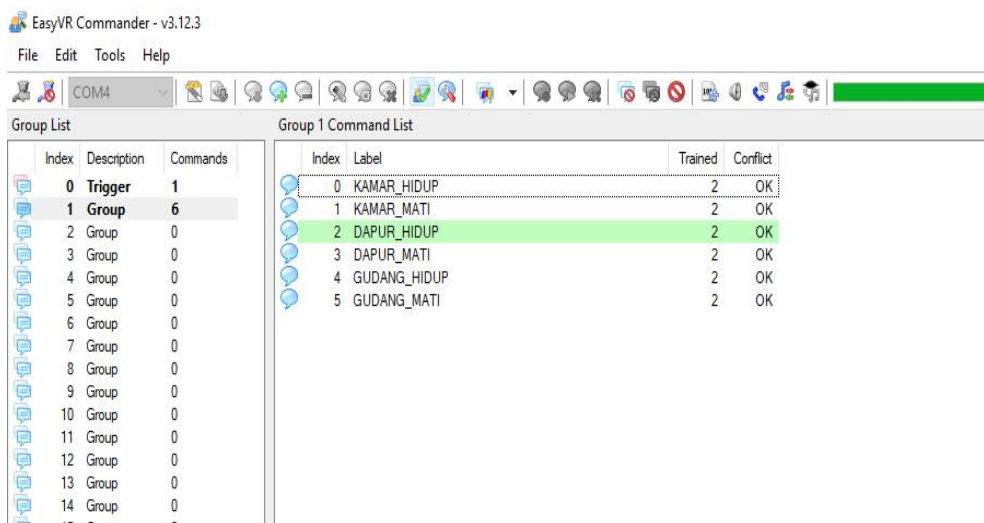 EasyVR Commander - v3.12.3
File Edit Tools Help
COM4
Group List
Index Description Commands
0 Trigger 1
1 Group 6
2 Group 0
3 Group 0
4 Group 0
5 Group 0
6 Group 0
7 Group 0
8 Group 0
9 Group 0
10 Group 0
11 Group 0
12 Group 0
13 Group 0
14 Group 0
Group 1 Command List
Index Label Trained Conflict
0 KAMAR_HIDUP 2 OK
1 KAMAR_MATI 2 OK
2 DAPUR_HIDUP 2 OK
3 DAPUR_MATI 2 OK
4 GUDANG_HIDUP 2 OK
5 GUDANG_MATI 2 OK